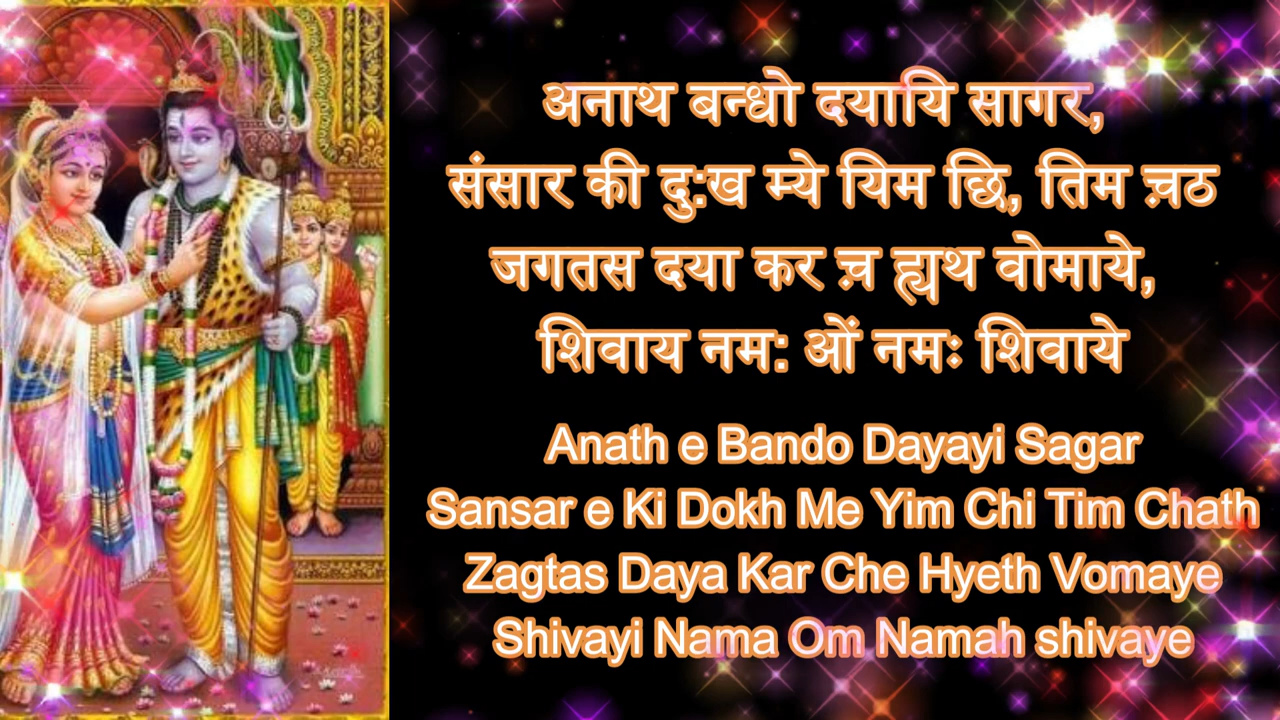 अनाथ बन्धो दयायि सागर,
संसार की दु:ख म्ये यिम छि, तिम च़ठ
जगतस दया कर च़ ह्यथ वोमाये,
शिवाय नम: ओं नमः शिवाये
Anath e Bando Dayayi Sagar
Sansar e Ki Dokh Me Yim Chi Tim Chath
Zagtas Daya Kar Che Hyeth Vomaye
Shivayi Nama Om Namah shivaye